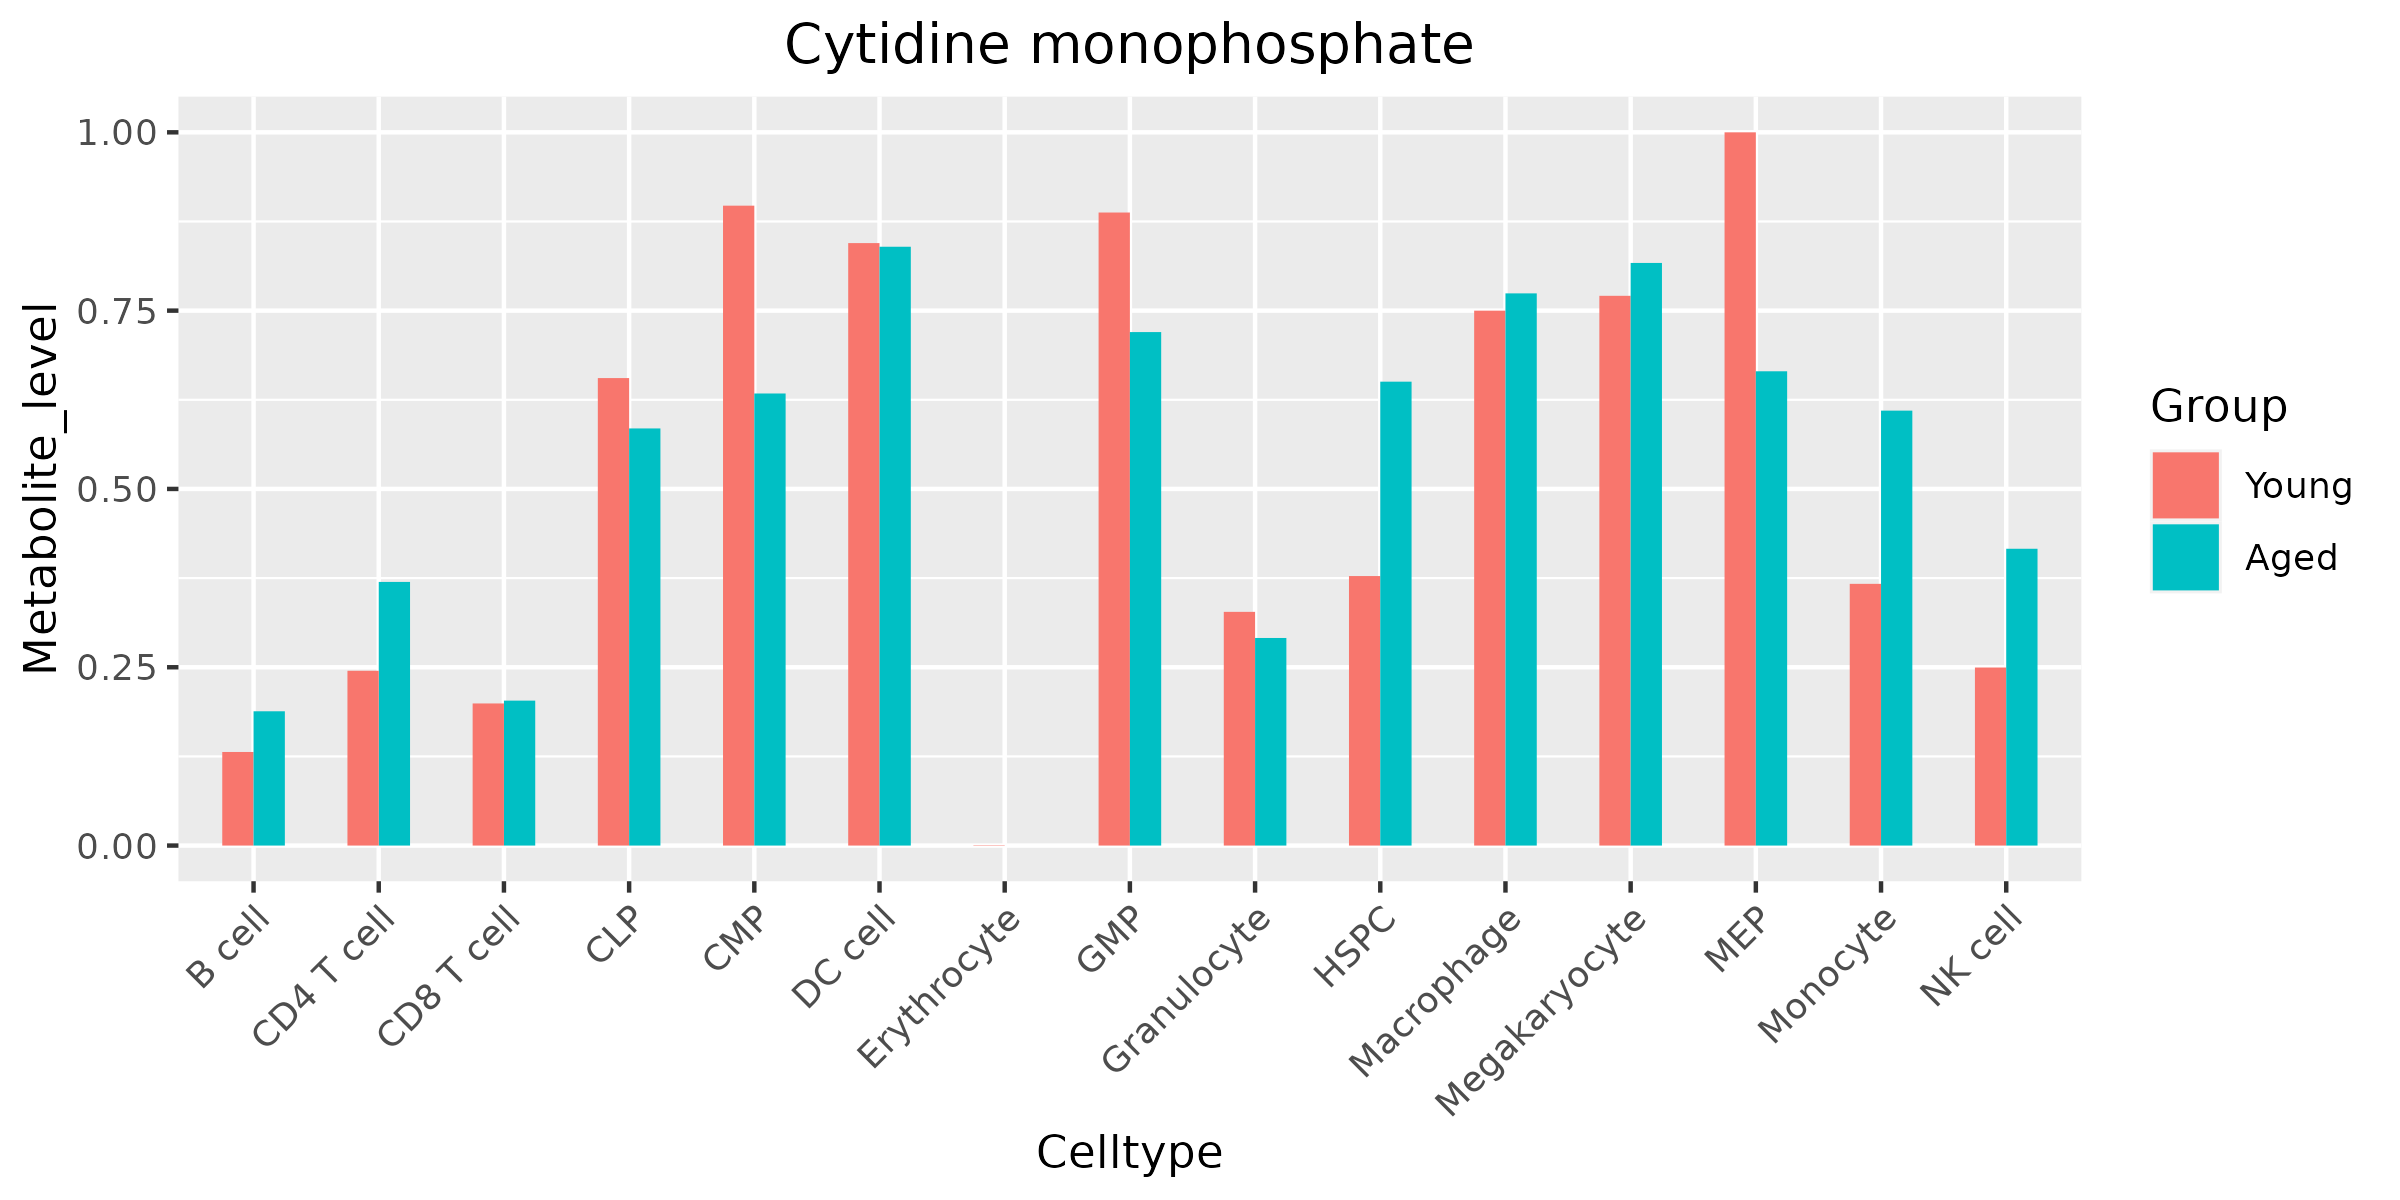 Cytidine monophosphate
Metabolite_level
1.00
0.75
0.50
0.25
0.00
B cell
CD4 T cell
CD8 T cell
CLP
CMP
DC cell
Erythrocyte
GMP
Granulocyte
HSPC
Macrophage
Megakaryocyte
MEP
Monocyte
NK cell
Celltype
Group
Young
Aged